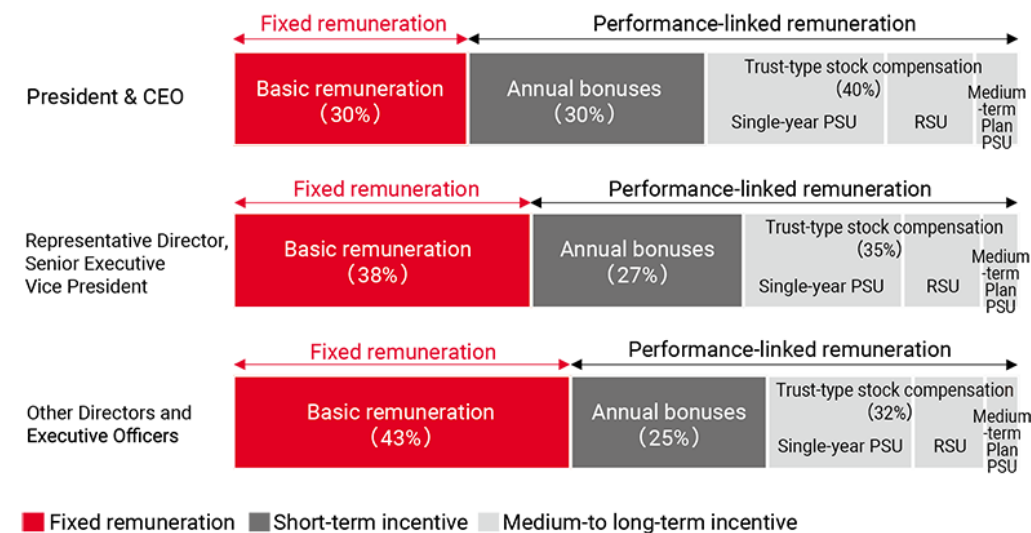 Fixed remuneration
Performance-linked remuneration
President & CEO
Basic remuneration
(30%)
Annual bonuses
(30%)
Trust-type stock compensation
(40%)
Single-year PSU
RSU
Medium
-term
Plan
PSU
Fixed remuneration
Performance-linked remuneration
Representative Director,
Senior Executive
Vice President
Basic remuneration
(38%)
Annual bonuses
(27%)
Trust-type stock compensation
(35%)
Single-year PSU
RSU
Medium
-term
Plan
PSU
Fixed remuneration
Performance-linked remuneration
Other Directors and
Executive Officers
Basic remuneration
(43%)
Annual bonuses
(25%)
Trust-type stock compensation
(32%)
Single-year PSU
RSU
Medium
-term
Plan
PSU
Fixed remuneration
Short-term incentive
Medium-to long-term incentive